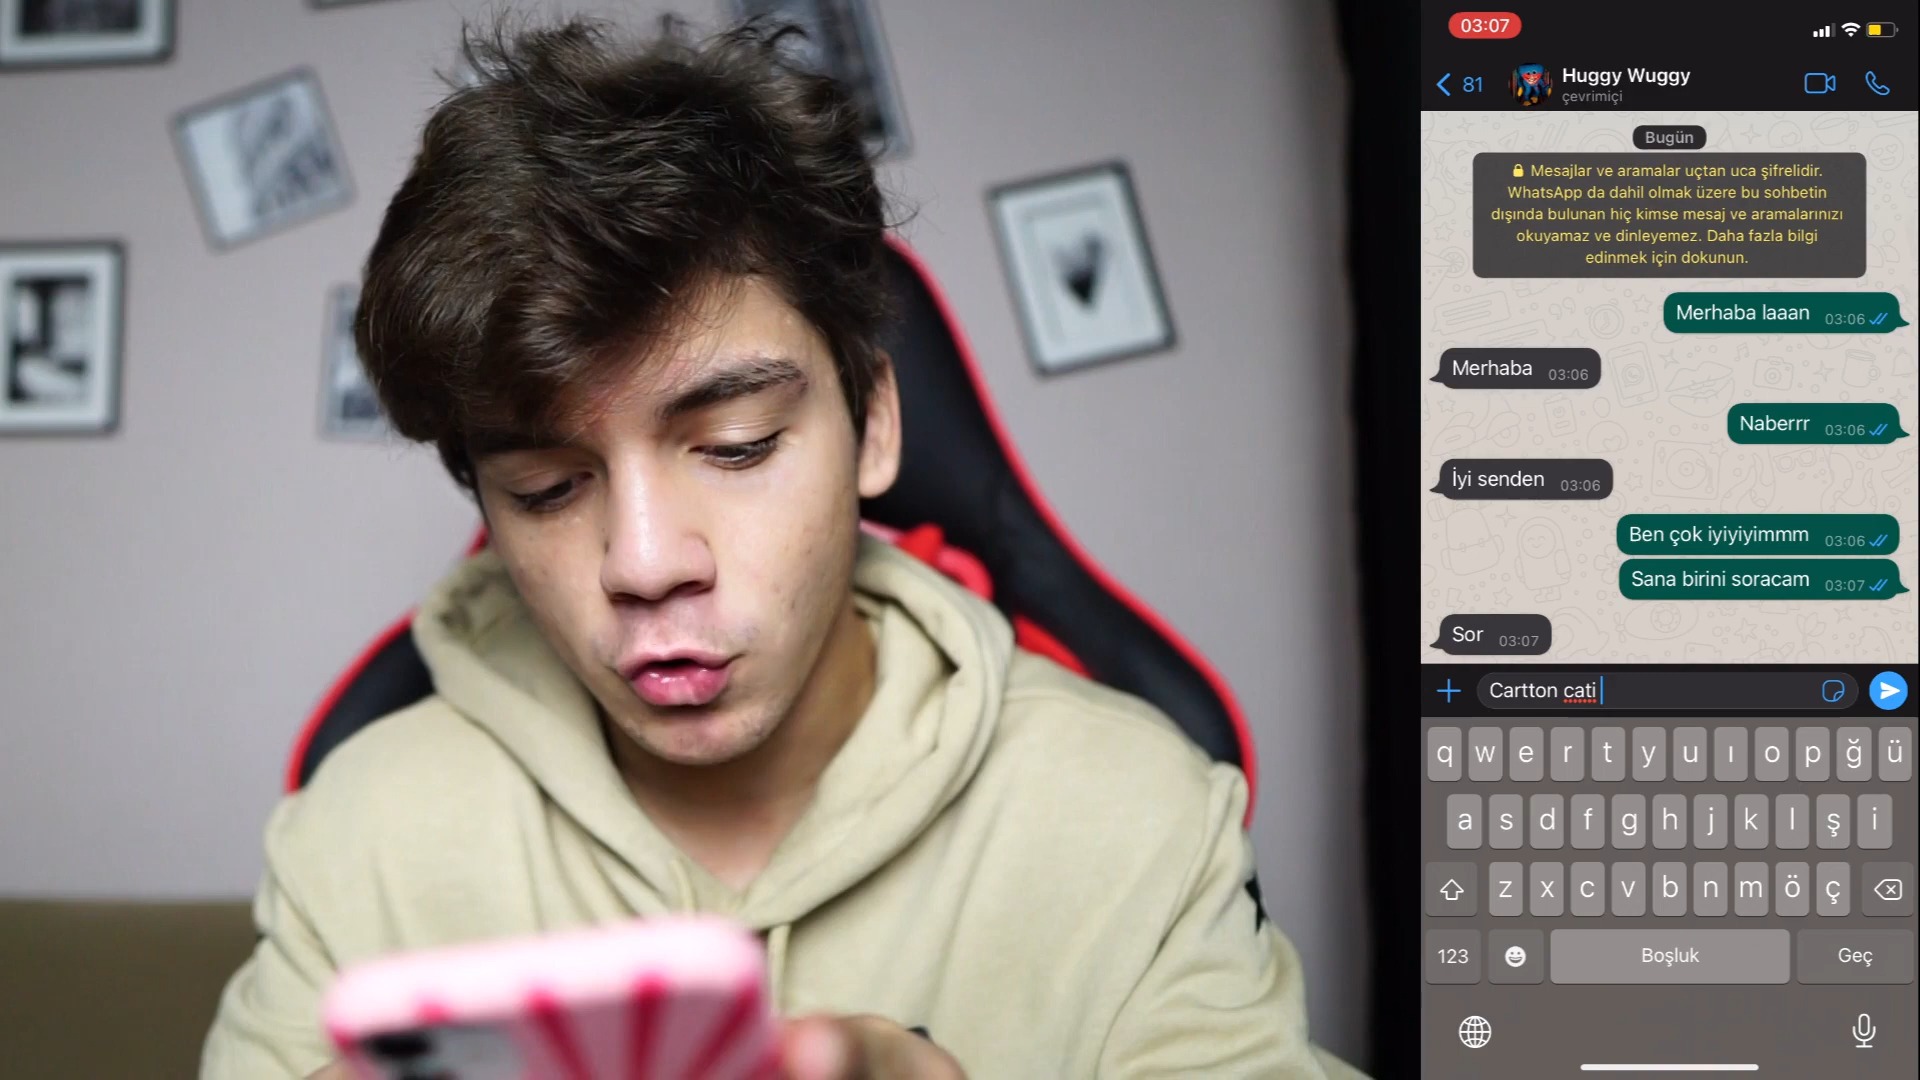 03:07
81
Huggy Wuggy
çevrimiçi
Bugün
Mesajlar ve aramalar uçtan uca şifrelidir.
WhatsApp da dahil olmak üzere bu sohbetin
dışında bulunan hiç kimse mesaj ve aramalarınızı
okuyamaz ve dinleyemez. Daha fazla bilgi
edinmek için dokunun.
Merhaba laaan 03:06
Merhaba 03:06
Naberrr 03:06
İyi senden 03:06
Ben çok iyiyiyimmm 03:06
Sana birini soracam 03:07
Sor 03:07
Cartton cati
q w e r t y u ı o p ğ ü
a s d f g h j k l ş i
z x c v b n m ö ç
123 Boşluk Geç